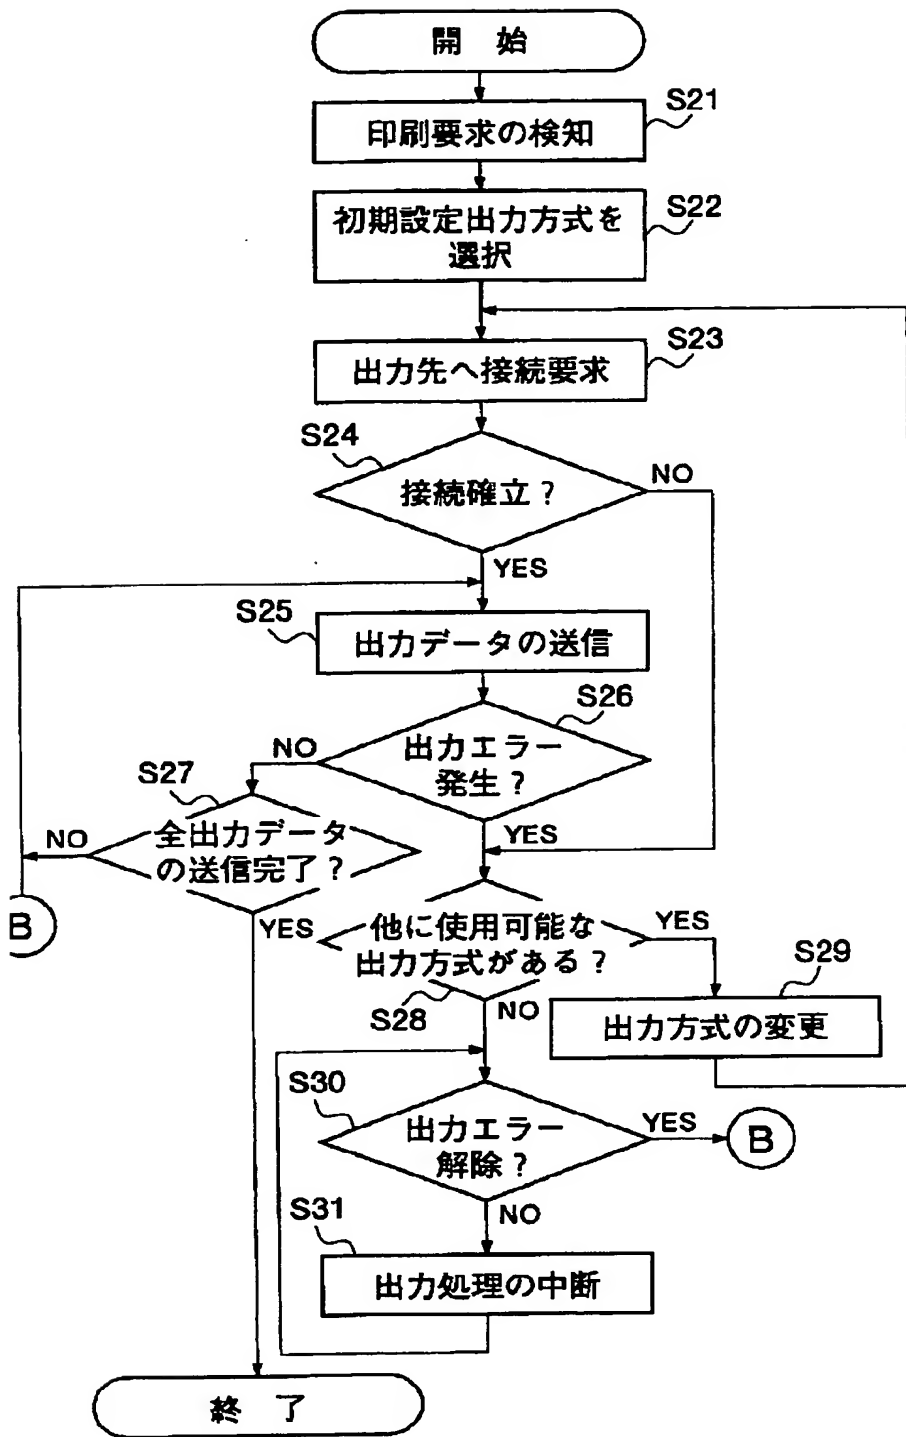 開 始
S21
印刷要求の検知
S22
初期設定出力方式を
選択
S23
出力先へ接続要求
S24
接続確立?
NO
YES
S25
出力データの送信
S26
出力エラー
発生?
NO
YES
S27
全出力データ
の送信完了?
NO
YES
B
他に使用可能な
出力方式がある?
YES
S28
NO
S29
出力方式の変更
S30
出力エラー
解除?
YES
B
NO
S31
出力処理の中断
終 了